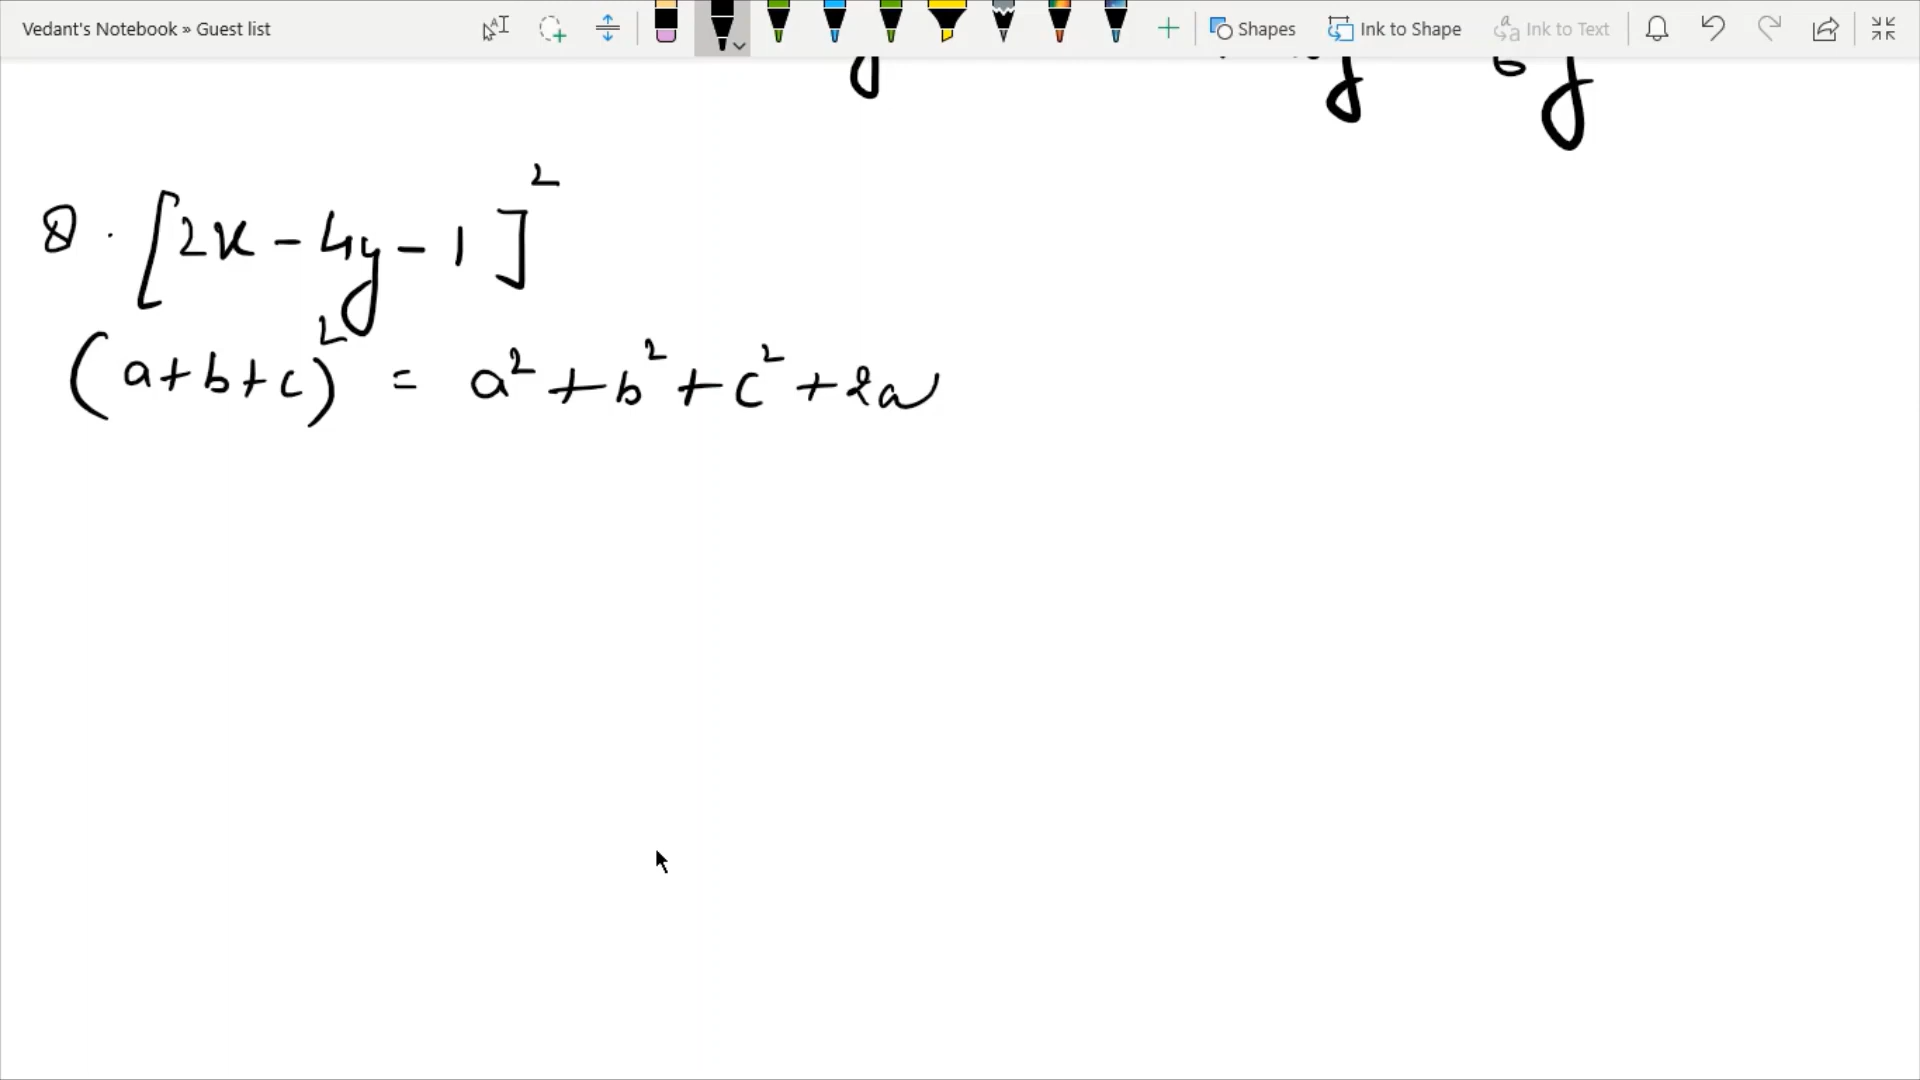 Vedant's Notebook » Guest list Shapes Ink to Shape Ink to Text
8. [2x - 4y - 1]²
(a+b+c)² = a² + b² + c² + 2a